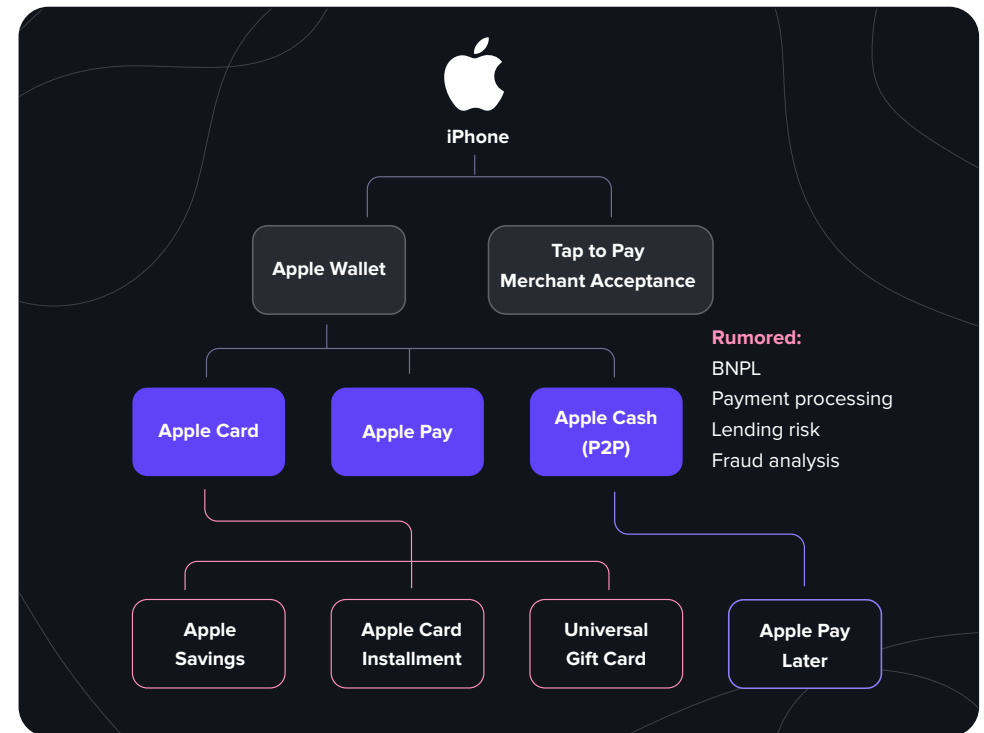 iPhone
Apple Wallet
Tap to Pay
Merchant Acceptance
Rumored:
BNPL
Payment processing
Lending risk
Fraud analysis
Apple Card
Apple Pay
Apple Cash
(P2P)
Apple
Savings
Apple Card
Installment
Universal
Gift Card
Apple Pay
Later